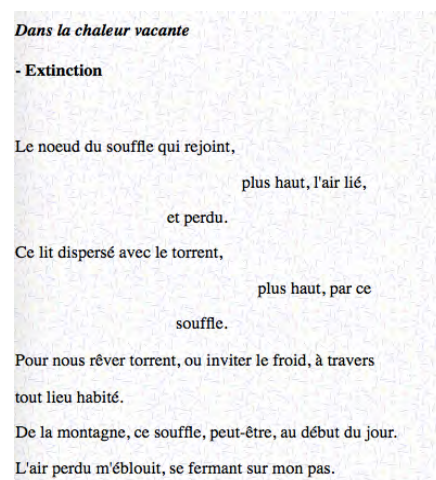 Dans la chaleur vacante
- Extinction
Le noeud du souffle qui rejoint,
plus haut, l'air lié,
et perdu.
Ce lit dispersé avec le torrent,
plus haut, par ce
souffle.
Pour nous rêver torrent, ou inviter le froid, à travers
tout lieu habité.
De la montagne, ce souffle, peut-être, au début du jour.
L'air perdu m'éblouit, se fermant sur mon pas.